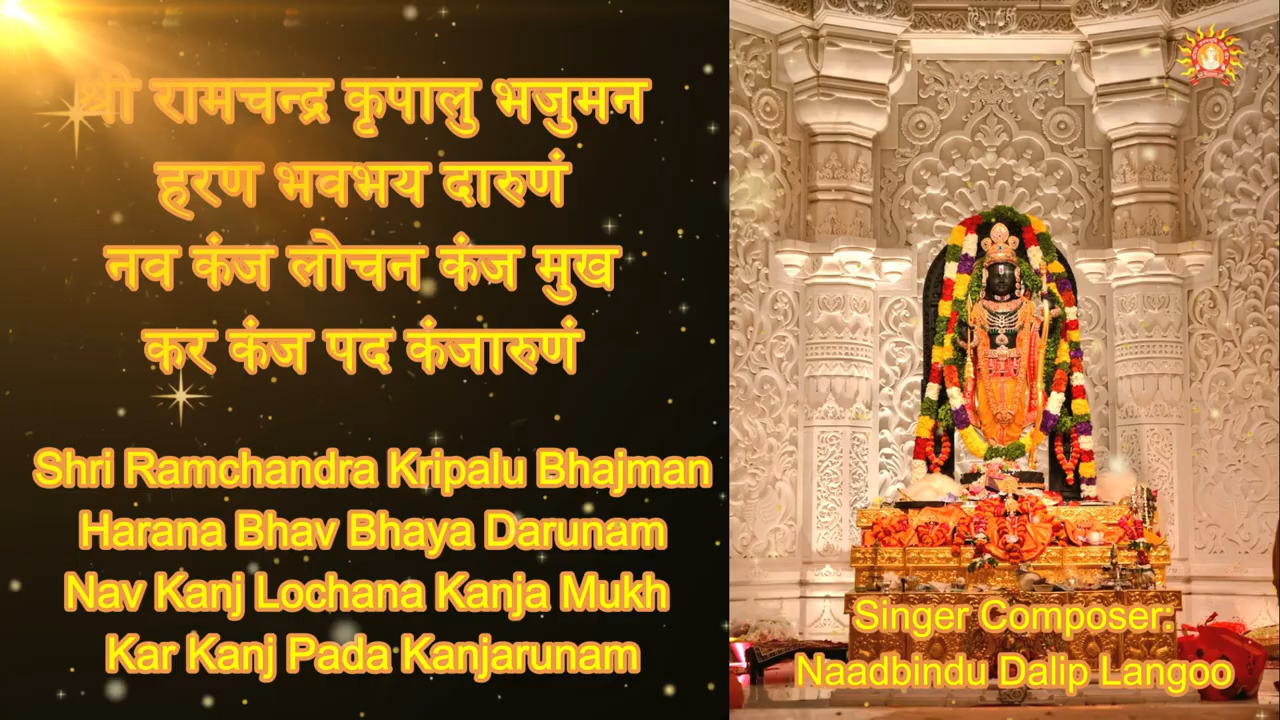 श्री रामचन्द्र कृपालु भजुमन
हरण भवभय दारुणं
नव कंज लोचन कंज मुख
कर कंज पद कंजारुणं
Shri Ramchandra Kripalu Bhajman
Harana Bhav Bhaya Darunam
Nav Kanj Lochana Kanja Mukh
Kar Kanj Pada Kanjarunam
Singer Composer:
Naadbindu Dalip Langoo